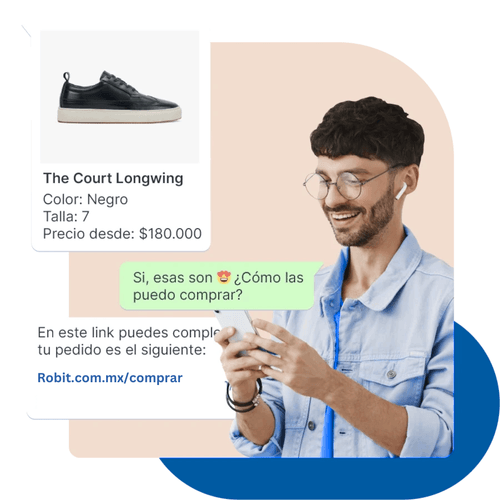 The Court Longwing
Color: Negro
Talla: 7
Precio desde: $180.000
Si, esas son 😍 ¿Cómo las
puedo comprar?
En este link puedes comple
tu pedido es el siguiente:
Robit.com.mx/comprar